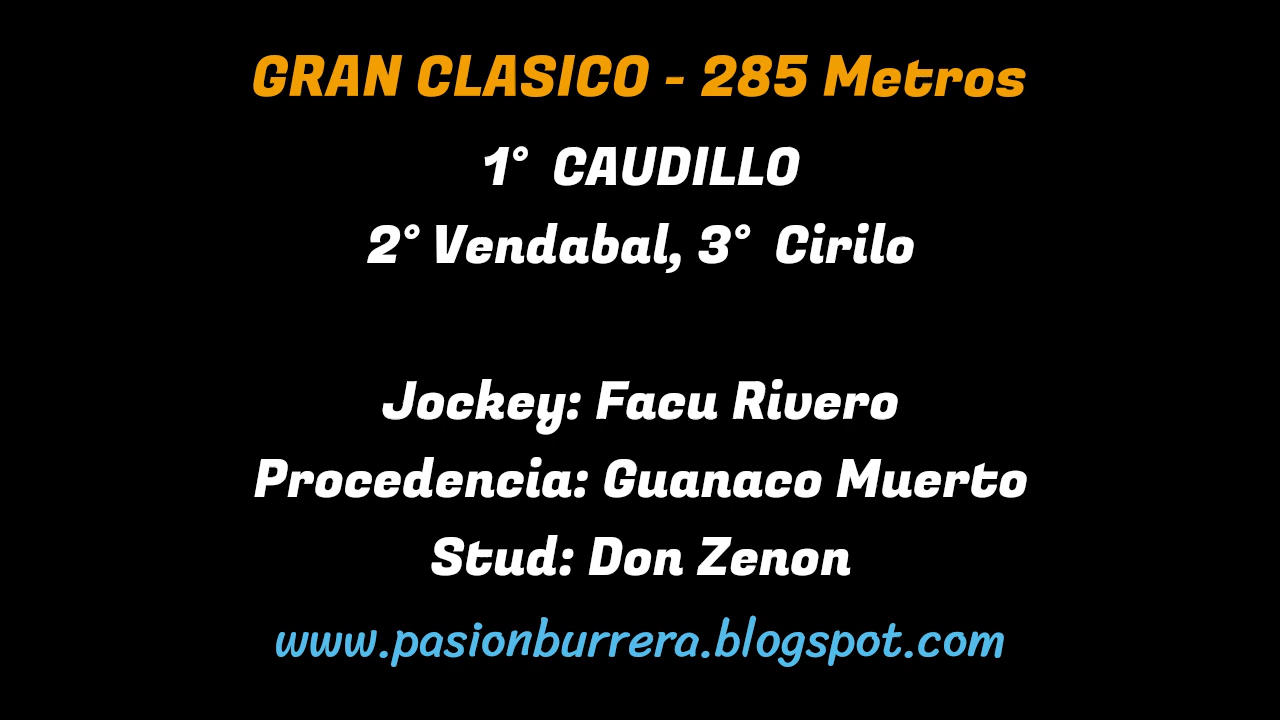 GRAN CLASICO - 285 Metros
1° CAUDILLO
2° Vendabal, 3° Cirilo
Jockey: Facu Rivero
Procedencia: Guanaco Muerto
Stud: Don Zenon
www.pasionburrera.blogspot.com